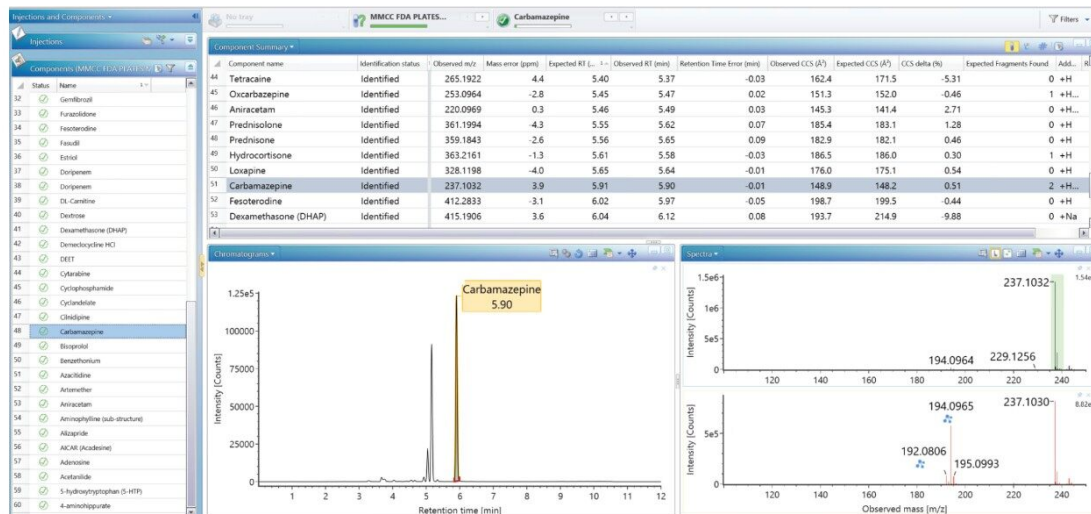 Injections and Components
No tray
MMCC FDA PLATES...
Carbamazepine
Filters
Injections
Components (MMCC FDA PLATES
Status Name
32 Gemfibrozil
33 Furazolidone
34 Fesoterodine
35 Fasudil
36 Estriol
37 Doripenem
38 Doripenem
39 DL-Carnitine
40 Dextrose
41 Dexamethasone (DHAP)
42 Demeclocycline HCl
43 DEET
44 Cytarabine
45 Cyclophosphamide
46 Cyclandelate
47 Cilnidipine
48 Carbamazepine
49 Bisoprolol
50 Benzethonium
51 Azacitidine
52 Artemether
53 Aniracetam
54 Aminophylline (sub-structure)
55 Alizapride
56 AICAR (Acadesine)
57 Adenosine
58 Acetanilide
59 5-hydroxytryptophan (5-HTP)
60 4-aminohippurate
Component Summary
Component name Identification status Observed m/z Mass error (ppm) Expected RT (... Observed RT (min) Retention Time Error (min) Observed CCS (Å²) Expected CCS (Å²) CCS delta (%) Expected Fragments Found Add...
44 Tetracaine Identified 265.1922 4.4 5.40 5.37 -0.03 162.4 171.5 -5.31 0 +H...
45 Oxcarbazepine Identified 253.0964 -2.8 5.45 5.47 0.02 151.3 152.0 -0.46 1 +H...
46 Aniracetam Identified 220.0969 0.3 5.46 5.49 0.03 145.3 141.4 2.71 0 +H
47 Prednisolone Identified 361.1994 -4.3 5.55 5.62 0.07 185.4 183.1 1.28 0 +H
48 Prednisone Identified 359.1843 -2.6 5.56 5.65 0.09 182.9 182.1 0.46 0 +H
49 Hydrocortisone Identified 363.2161 -1.3 5.61 5.58 -0.03 186.5 186.0 0.30 1 +H
50 Loxapine Identified 328.1198 -4.0 5.65 5.64 -0.01 176.0 175.1 0.54 0 +H
51 Carbamazepine Identified 237.1032 3.9 5.91 5.90 -0.01 148.9 148.2 0.51 2 +H...
52 Fesoterodine Identified 412.2833 -3.1 6.02 5.97 -0.05 198.7 199.5 -0.44 0 +H
53 Dexamethasone (DHAP) Identified 415.1906 3.6 6.04 6.12 0.08 193.7 214.9 -9.88 0 +Na
Chromatograms
Carbamazepine
5.90
Intensity [Counts]
1.25e5
100000
75000
50000
25000
0
1 2 3 4 5 6 7 8 9 10 11 12
Retention time [min]
Spectra
1.54e
Intensity [Counts]
1.5e6
1e6
5e5
0
237.1032
194.0964
229.1256
120 140 160 180 200 220 240
8.82e
Intensity [Counts]
5e5
0
194.0965
237.1030
192.0806
195.0993
120 140 160 180 200 220 240
Observed mass [m/z]